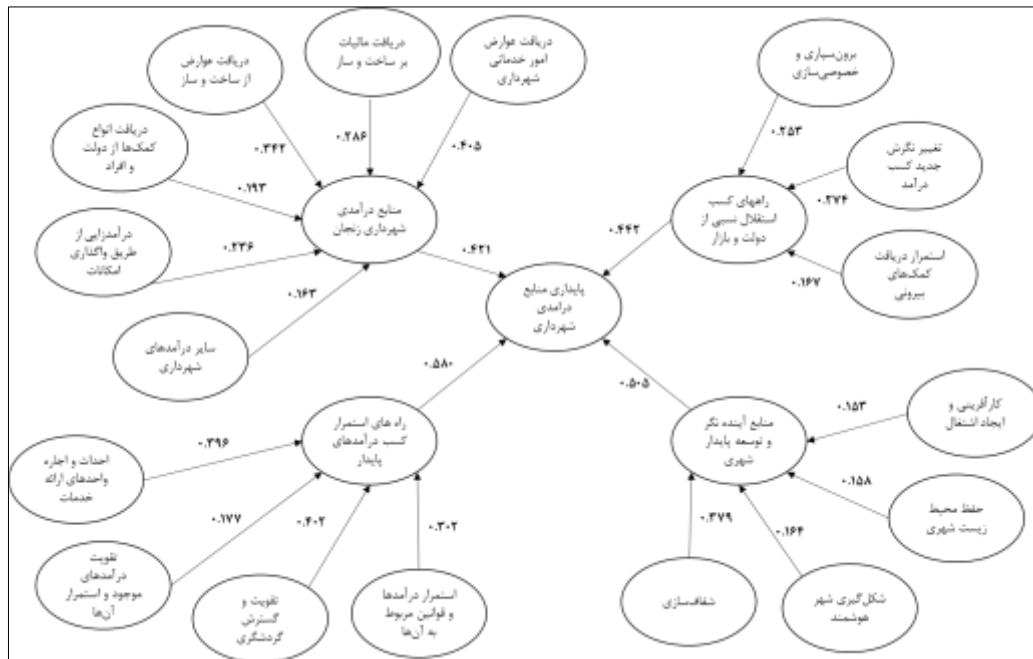 دریافت عوارض
از ساخت و ساز
دریافت مالیات
بر ساخت و ساز
دریافت عوارض
امور خدماتی
شهرداری
برون‌سپاری و
خصوصی‌سازی
دریافت انواع
کمک‌ها از دولت
و افراد
۰.۳۴۲
۰.۲۸۶
۰.۴۰۵
۰.۲۵۳
تغییر نگرش
جدید کسب
درآمد
۰.۱۹۳
۰.۲۷۴
منابع درآمدی
شهرداری زنجان
راههای کسب
استقلال نسبی از
دولت و بازار
درآمدزایی از
طریق واگذاری
امکانات
۰.۲۳۶
۰.۴۲۱
۰.۴۴۲
۰.۱۶۷
استمرار دریافت
کمک‌های
بیرونی
۰.۱۶۳
پایداری منابع
درامدی
شهرداری
سایر درآمدهای
شهرداری
۰.۵۸۰
۰.۵۰۵
راه های استمرار
کسب درآمدهای
پایدار
منابع آینده نگر
و توسعه پایدار
شهری
۰.۱۵۳
کارآفرینی و
ایجاد اشتغال
احداث و اجاره
واحدهای ارائه
خدمات
۰.۳۹۶
۰.۱۵۸
حفظ محیط
زیست شهری
۰.۱۷۷
۰.۴۰۲
۰.۳۰۲
۰.۳۷۹
۰.۱۶۴
تقویت
درآمدهای
موجود و استمرار
آن‌ها
تقویت و
گسترش
گردشگری
استمرار درآمدها
و قوانین مربوط
به آن‌ها
شفاف‌سازی
شکل‌گیری شهر
هوشمند